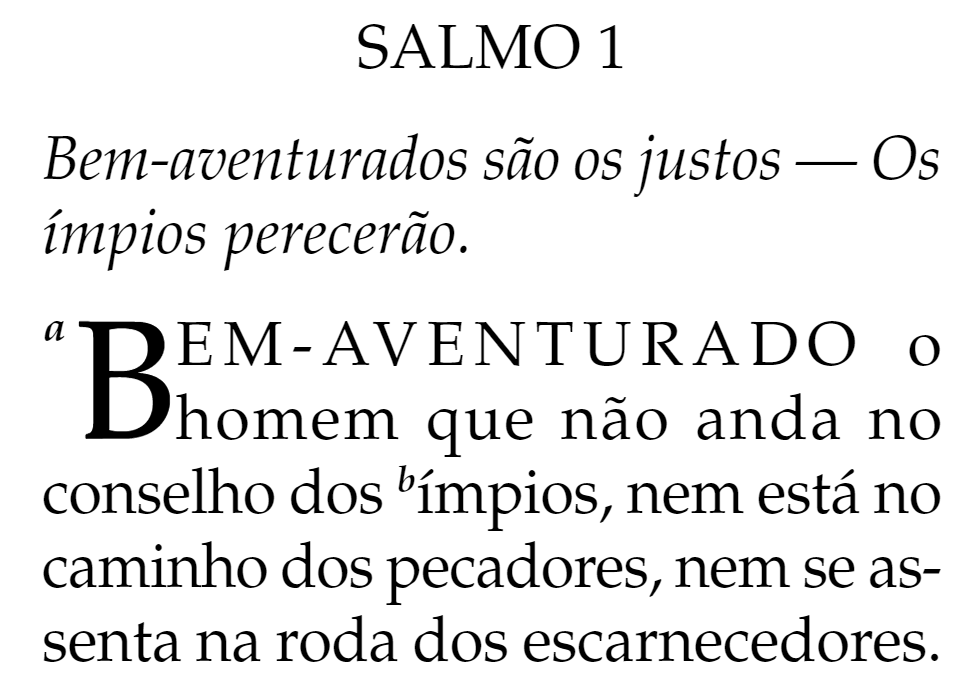 SALMO 1
Bem-aventurados são os justos — Os
ímpios perecerão.
a BEM-AVENTURADO o
homem que não anda no
conselho dos bímpios, nem está no
caminho dos pecadores, nem se as-
senta na roda dos escarnecedores.